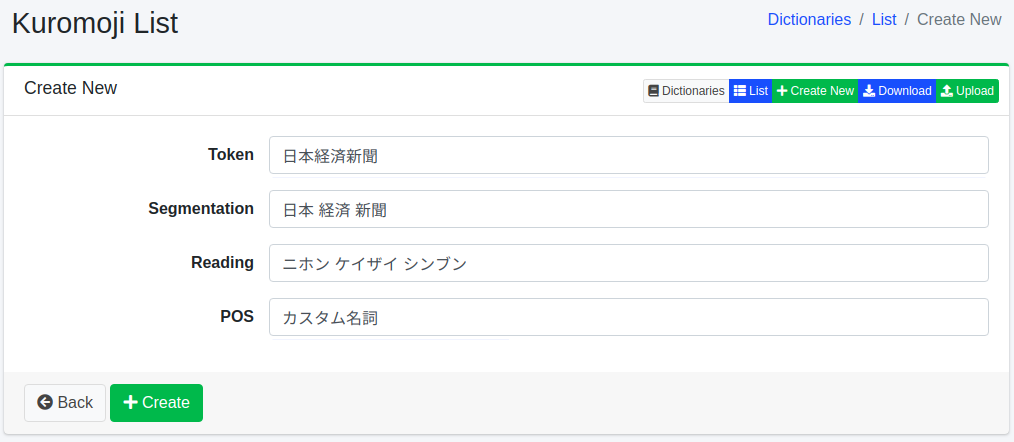 Kuromoji List
Dictionaries / List / Create New
Create New
Dictionaries List Create New Download Upload
Token 日本経済新聞
Segmentation 日本 経済 新聞
Reading ニホン ケイザイ シンブン
POS カスタム名詞
Back Create